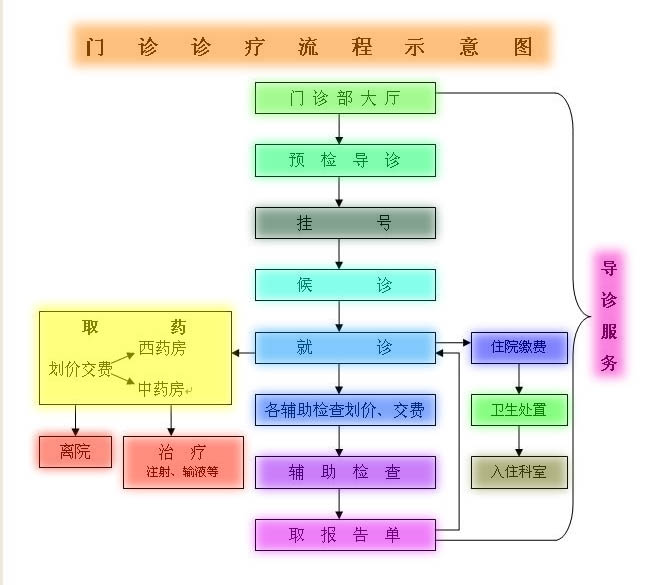 门诊诊疗流程示意图
门诊部大厅
预检导诊
挂号
候诊
就诊
取药
划价交费
西药房
中药房
离院
治疗
注射、输液等
各辅助检查划价、交费
辅助检查
取报告单
住院缴费
卫生处置
入住科室
导诊服务